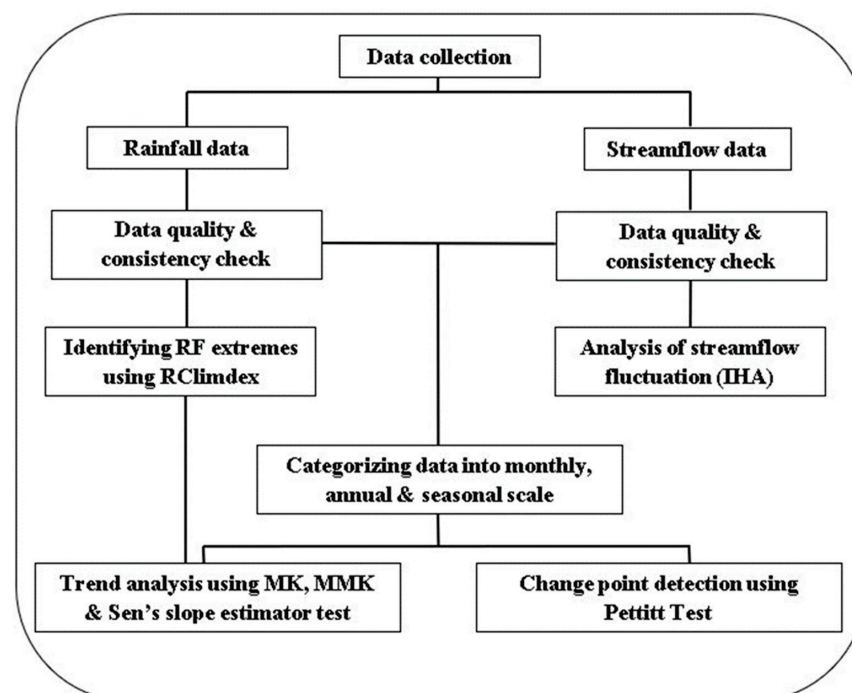 Data collection
Rainfall data
Streamflow data
Data quality &
consistency check
Data quality &
consistency check
Identifying RF extremes
using RClimdex
Analysis of streamflow
fluctuation (IHA)
Categorizing data into monthly,
annual & seasonal scale
Trend analysis using MK, MMK
& Sen's slope estimator test
Change point detection using
Pettitt Test